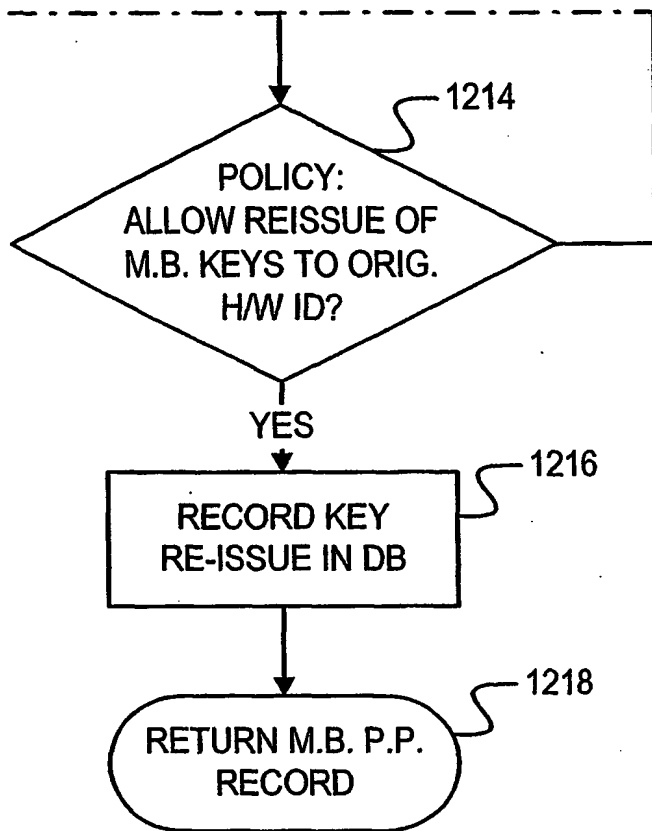 1214
POLICY:
ALLOW REISSUE OF
M.B. KEYS TO ORIG.
H/W ID?
YES
1216
RECORD KEY
RE-ISSUE IN DB
1218
RETURN M.B. P.P.
RECORD